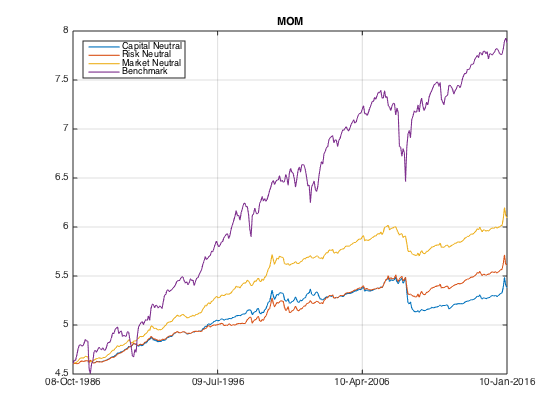 MOM
Capital Neutral
Risk Neutral
Market Neutral
Benchmark
8
7.5
7
6.5
6
5.5
5
4.5
08-Oct-1986 09-Jul-1996 10-Apr-2006 10-Jan-2016